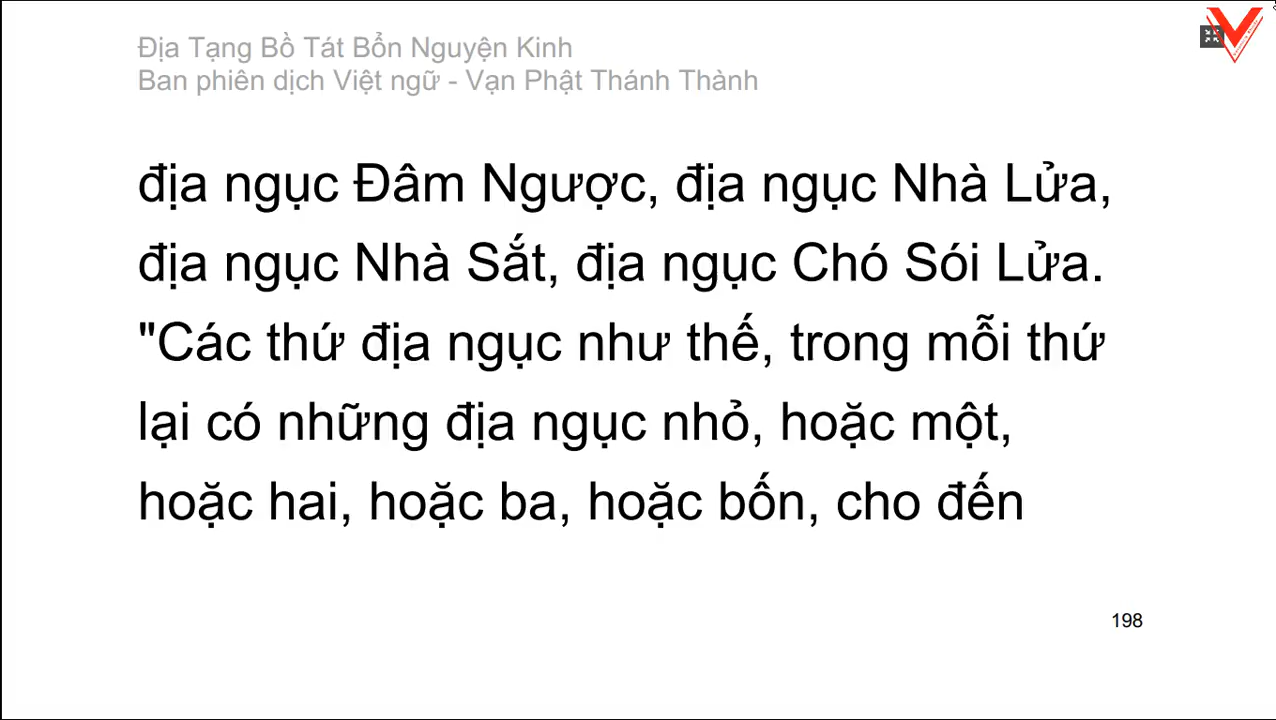 Địa Tạng Bồ Tát Bổn Nguyện Kinh
Ban phiên dịch Việt ngữ - Vạn Phật Thánh Thành
địa ngục Đâm Ngược, địa ngục Nhà Lửa,
địa ngục Nhà Sắt, địa ngục Chó Sói Lửa.
"Các thứ địa ngục như thế, trong mỗi thứ
lại có những địa ngục nhỏ, hoặc một,
hoặc hai, hoặc ba, hoặc bốn, cho đến
198